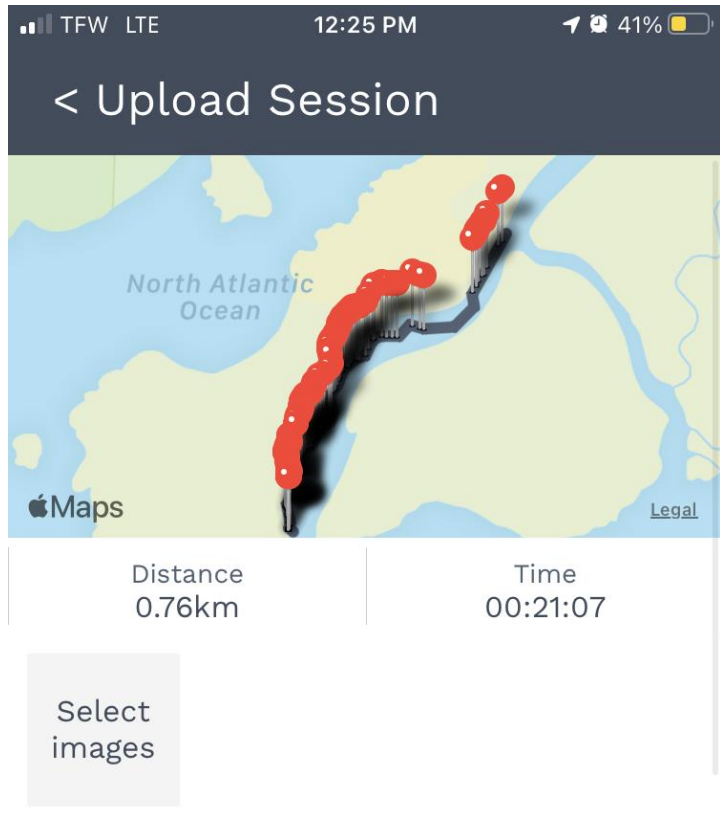 TFW LTE 12:25 PM 41%
< Upload Session
North Atlantic
Ocean
Maps
Legal
Distance
0.76km
Time
00:21:07
Select
images